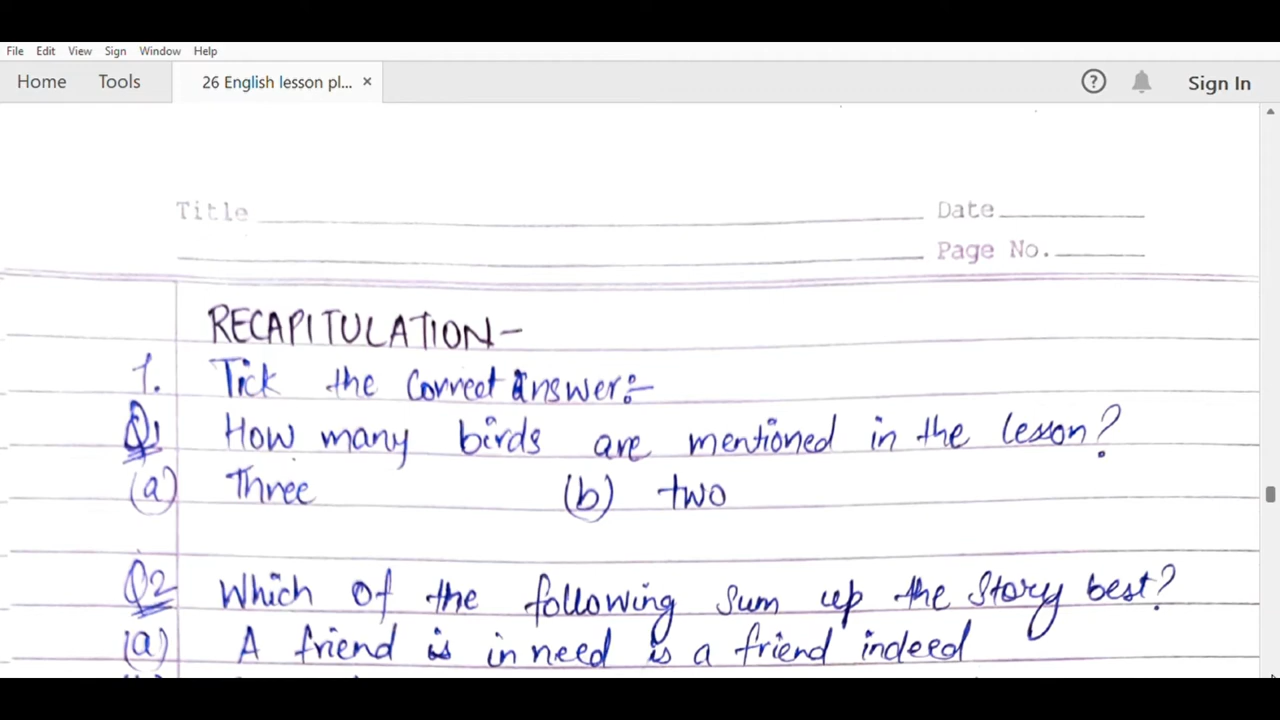 File Edit View Sign Window Help
Home Tools 26 English lesson pl... × ? Sign In
Title Date
Page No.
RECAPITULATION-
1. Tick the correct answer:-
Q1 How many birds are mentioned in the lesson?
(a) Three (b) two
Q2 Which of the following sum up the story best?
(a) A friend is in need is a friend indeed